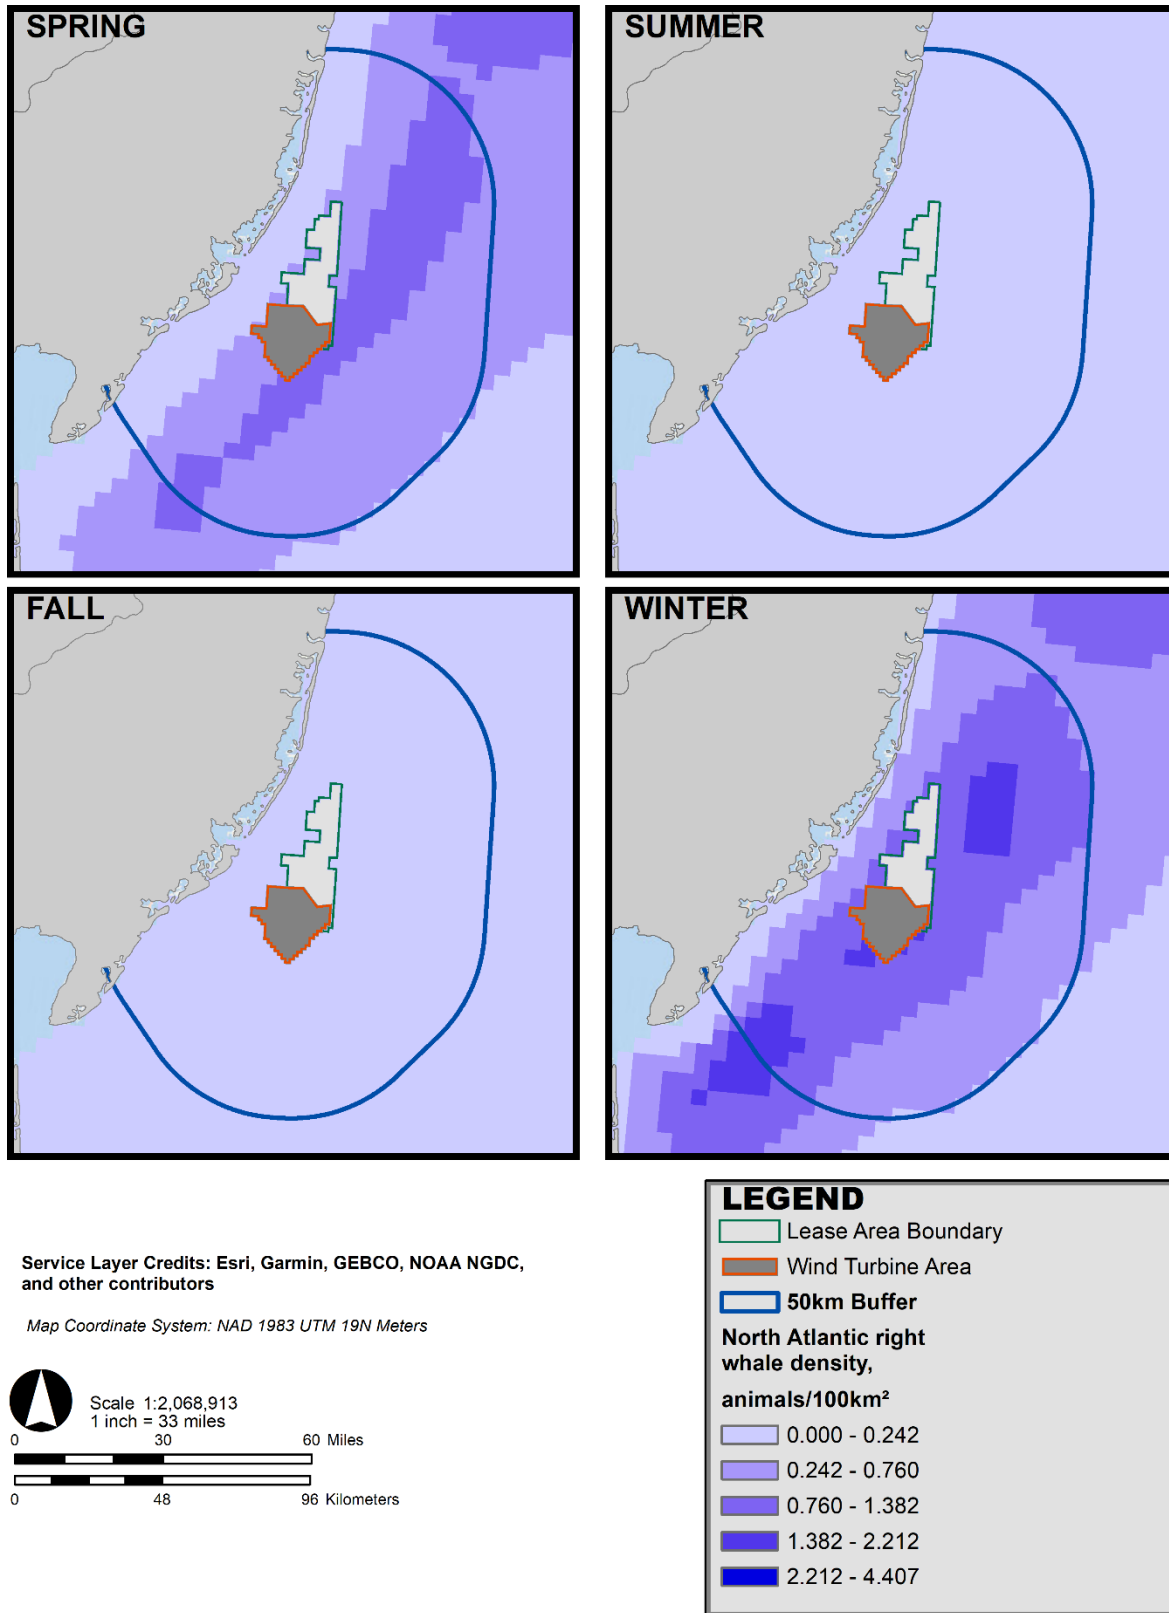 SPRING
SUMMER
FALL
WINTER
Service Layer Credits: Esri, Garmin, GEBCO, NOAA NGDC,
and other contributors
Map Coordinate System: NAD 1983 UTM 19N Meters
Scale 1:2,068,913
1 inch = 33 miles
0 30 60 Miles
0 48 96 Kilometers
LEGEND
Lease Area Boundary
Wind Turbine Area
50km Buffer
North Atlantic right
whale density,
animals/100km²
0.000 - 0.242
0.242 - 0.760
0.760 - 1.382
1.382 - 2.212
2.212 - 4.407